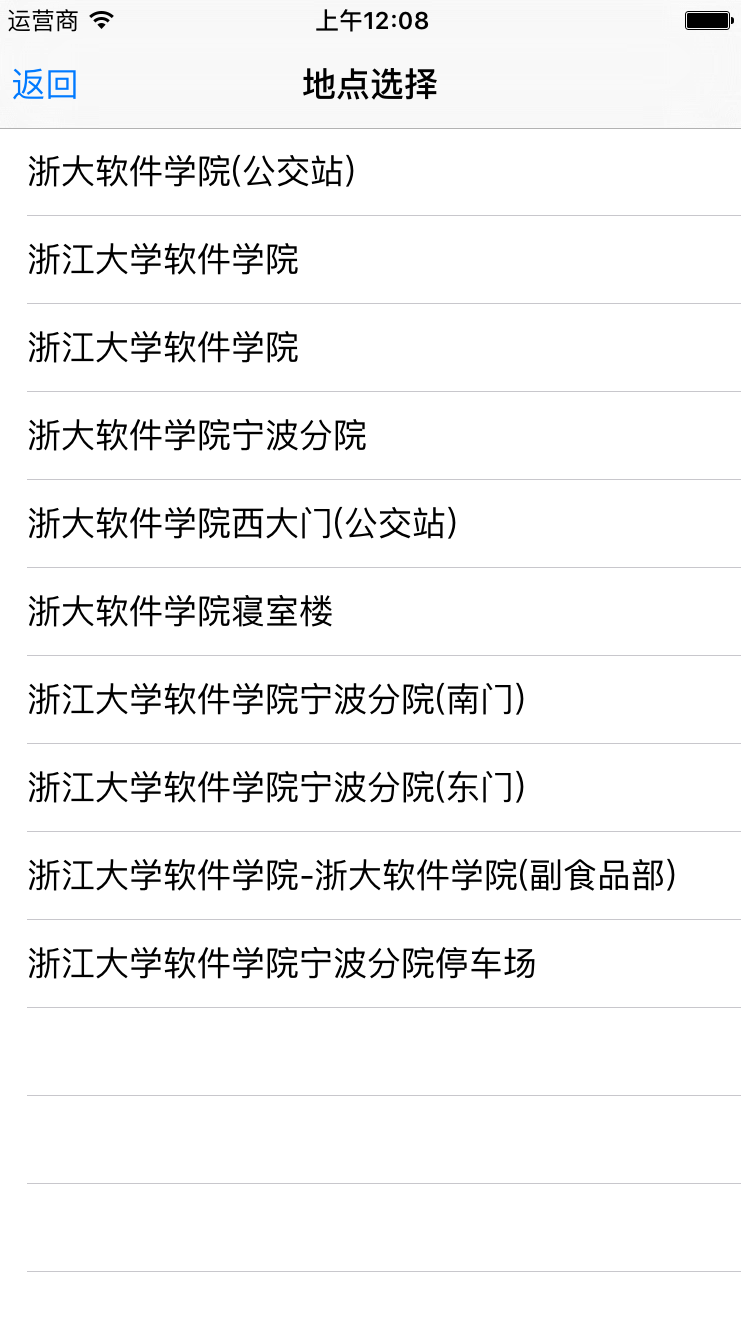 运营商 上午12:08
返回 地点选择
浙大软件学院(公交站)
浙江大学软件学院
浙江大学软件学院
浙大软件学院宁波分院
浙大软件学院西大门(公交站)
浙大软件学院寝室楼
浙江大学软件学院宁波分院(南门)
浙江大学软件学院宁波分院(东门)
浙江大学软件学院-浙大软件学院(副食品部)
浙江大学软件学院宁波分院停车场